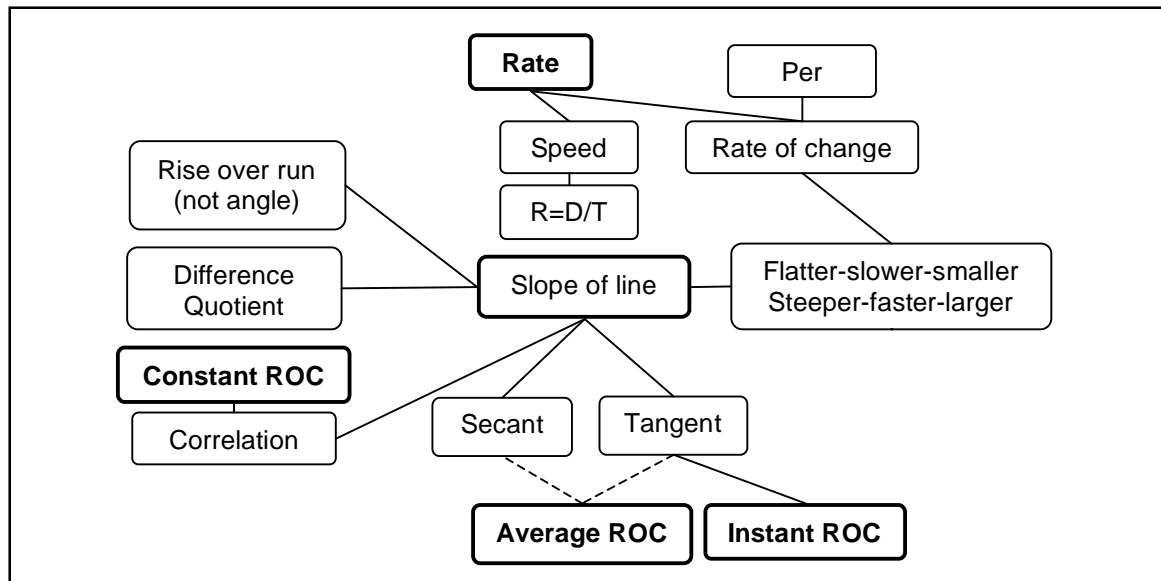 Rate
Per
Speed
Rate of change
Rise over run
(not angle)
R=D/T
Difference
Quotient
Slope of line
Flatter-slower-smaller
Steeper-faster-larger
Constant ROC
Correlation
Secant
Tangent
Average ROC
Instant ROC